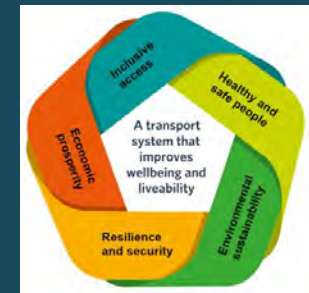 Inclusive
access
Healthy and
safe people
Environmental
sustainability
Resilience
and security
Economic
prosperity
A transport
system that
improves
wellbeing and
liveability